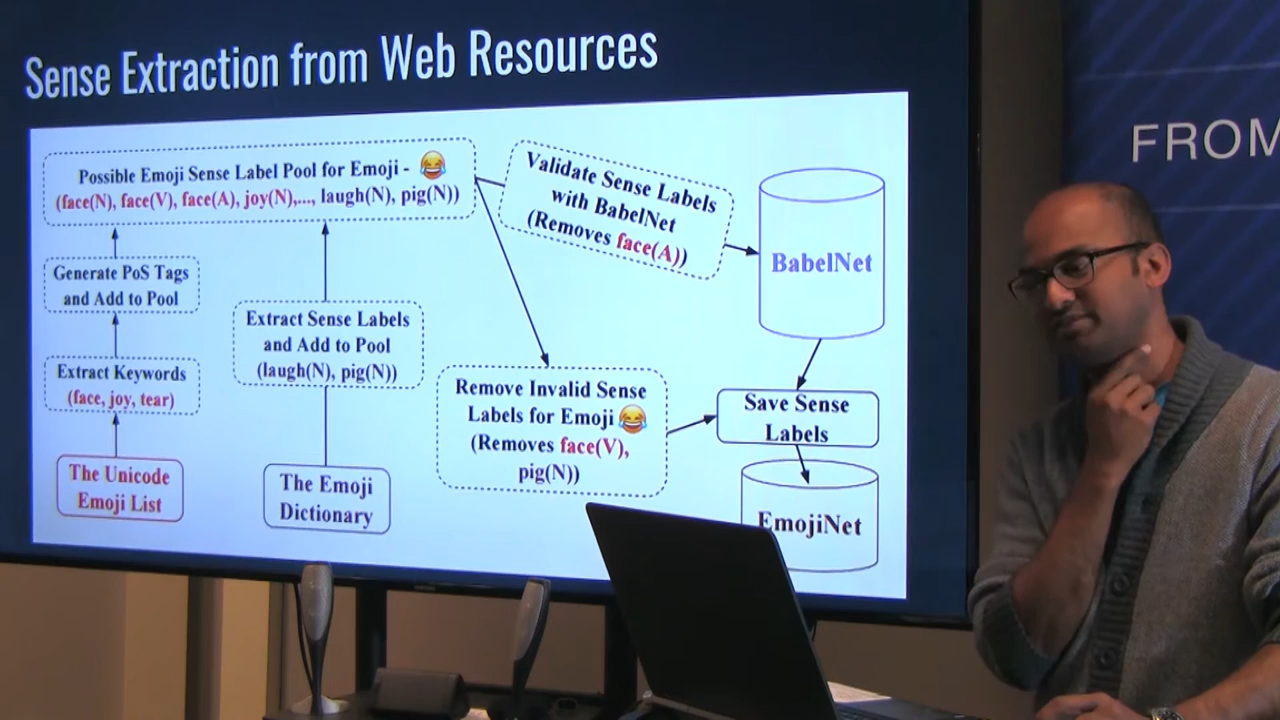 Sense Extraction from Web Resources
Possible Emoji Sense Label Pool for Emoji - 😂
(face(N), face(V), face(A), joy(N),..., laugh(N), pig(N))
Validate Sense Labels
with BabelNet
(Removes face(A))
BabelNet
FROM
Generate PoS Tags
and Add to Pool
Extract Sense Labels
and Add to Pool
(laugh(N), pig(N))
Extract Keywords
(face, joy, tear)
Remove Invalid Sense
Labels for Emoji 😂
(Removes face(V),
pig(N))
Save Sense
Labels
The Unicode
Emoji List
The Emoji
Dictionary
EmojiNet